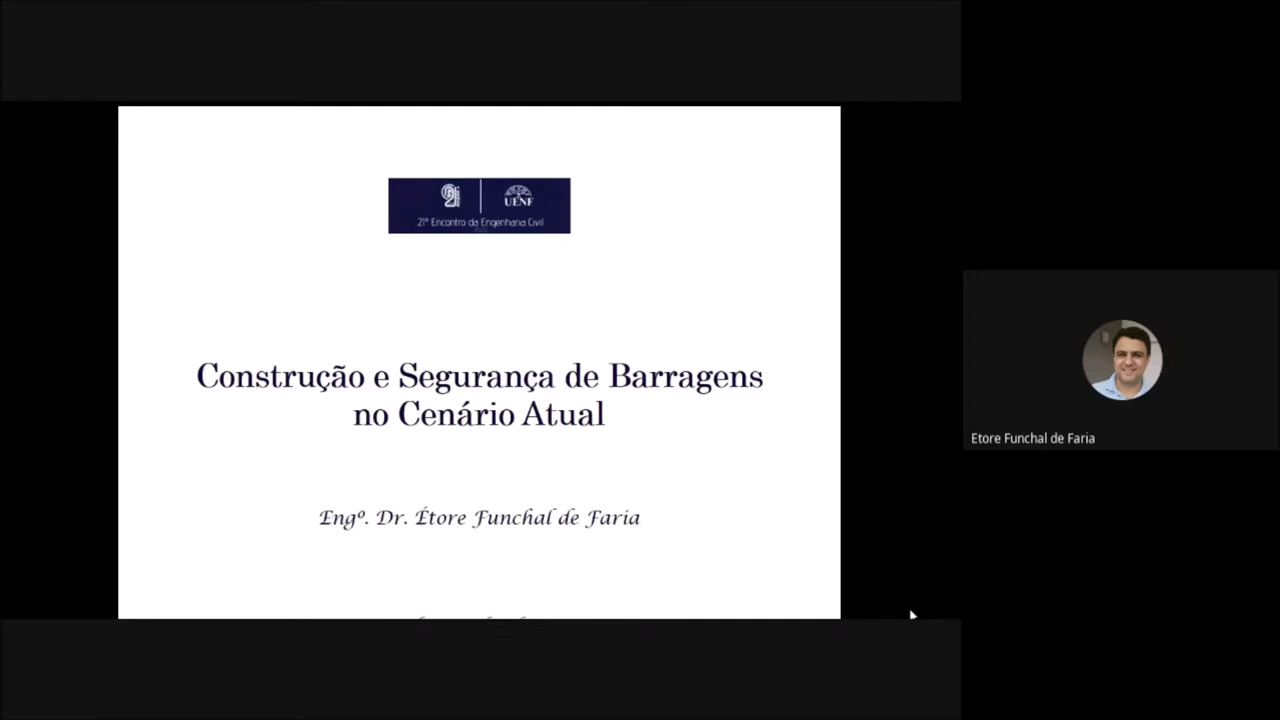 UENF
21º Encontro da Engenharia Civil
Construção e Segurança de Barragens
no Cenário Atual
Engº. Dr. Étore Funchal de Faria
Etore Funchal de Faria